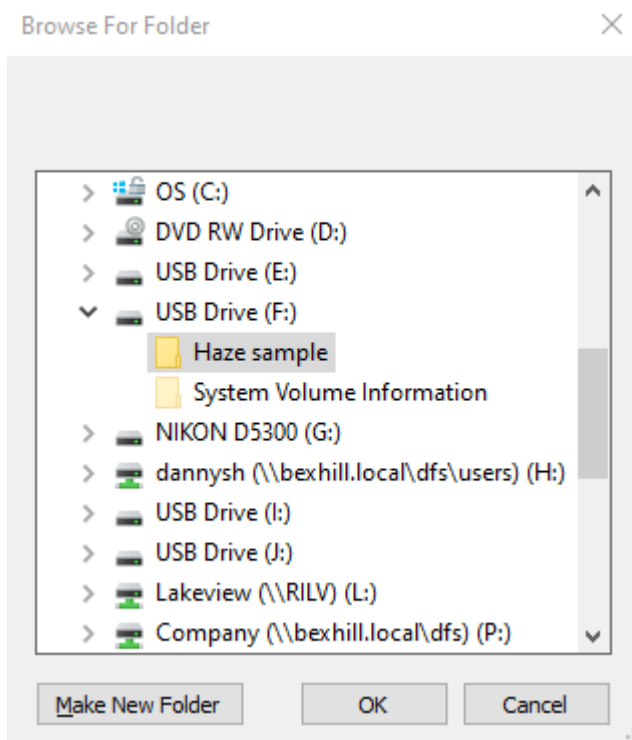 Browse For Folder
OS (C:)
DVD RW Drive (D:)
USB Drive (E:)
USB Drive (F:)
Haze sample
System Volume Information
NIKON D5300 (G:)
dannysh (\\bexhill.local\dfs\users) (H:)
USB Drive (I:)
USB Drive (J:)
Lakeview (\\RILV) (L:)
Company (\\bexhill.local\dfs) (P:)
Make New Folder OK Cancel